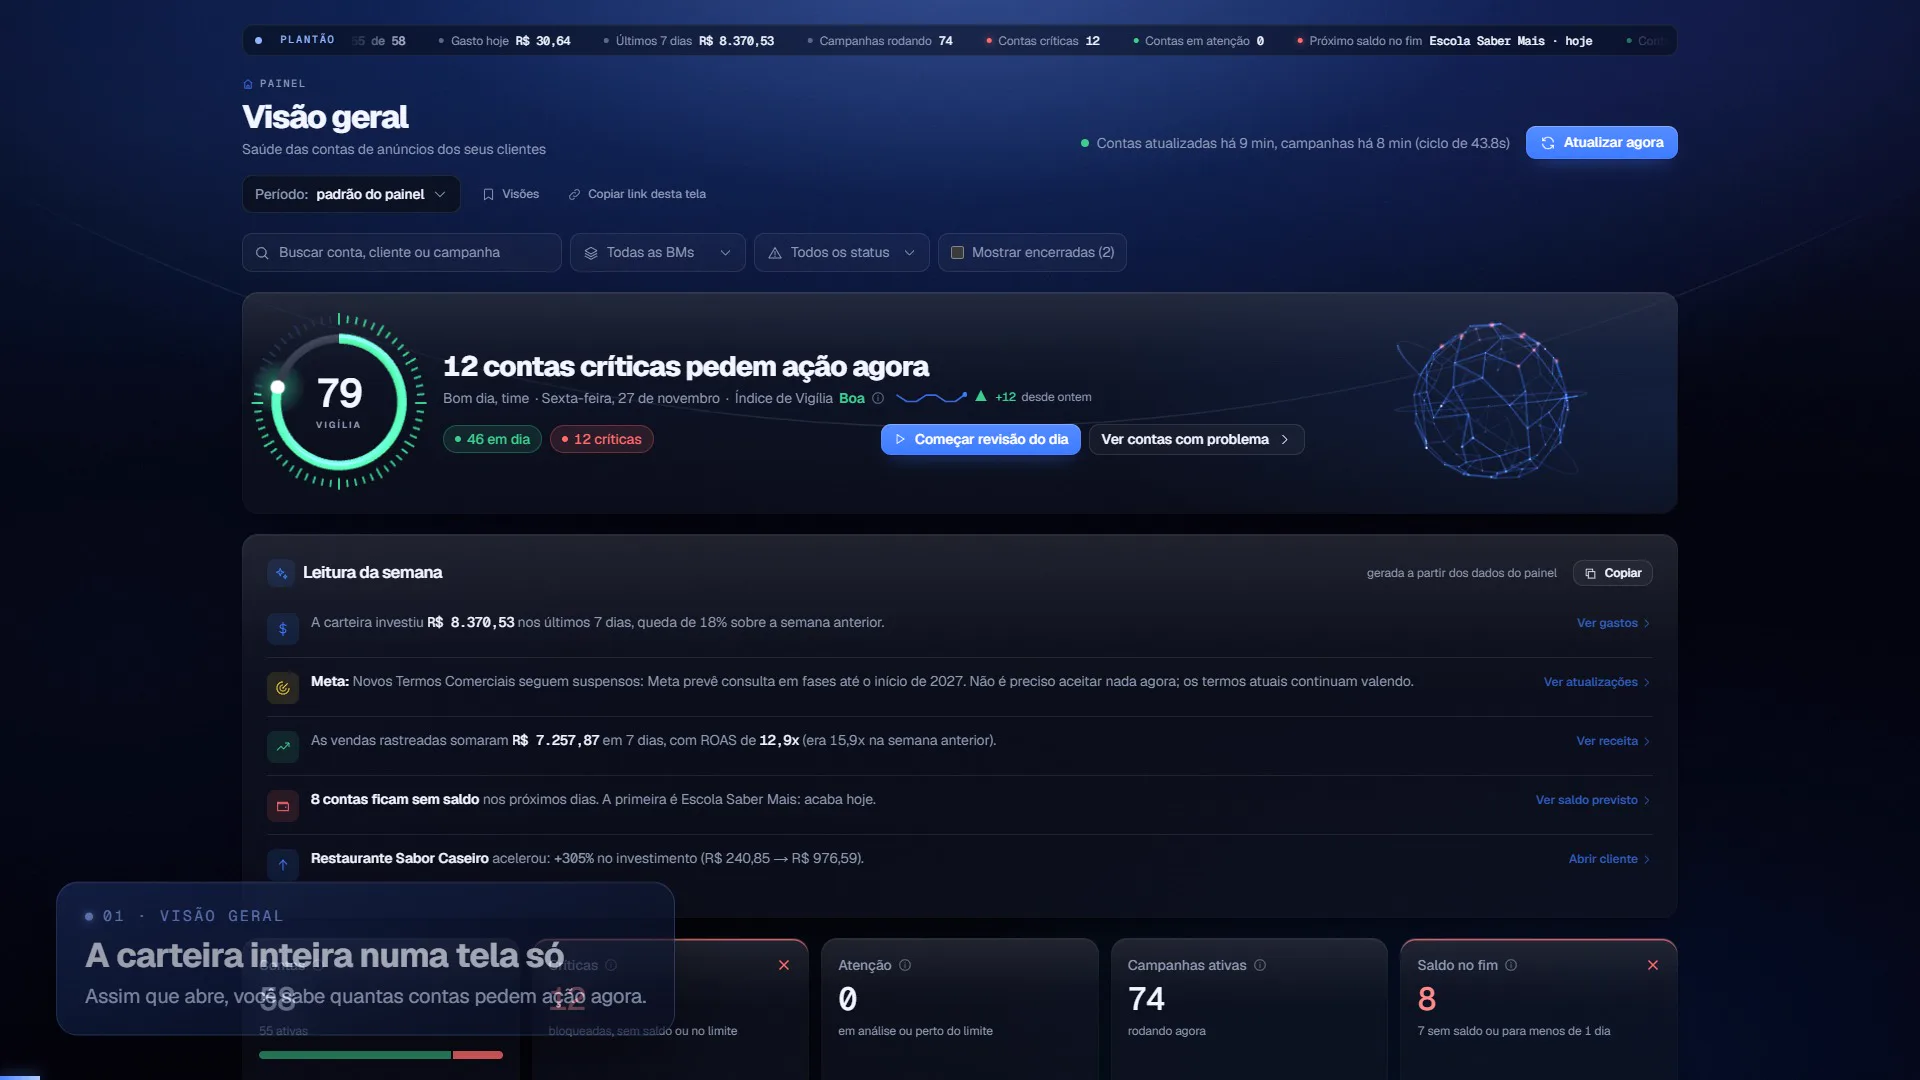 PLANTÃO
55 de 58
Gasto hoje R$ 30,64
Últimos 7 dias R$ 8.370,53
Campanhas rodando 74
Contas críticas 12
Contas em atenção 0
Próximo saldo no fim Escola Saber Mais · hoje
PAINEL
Visão geral
Saúde das contas de anúncios dos seus clientes
Contas atualizadas há 9 min, campanhas há 8 min (ciclo de 43.8s)
Atualizar agora
Período: padrão do painel
Visões
Copiar link desta tela
Buscar conta, cliente ou campanha
Todas as BMs
Todos os status
Mostrar encerradas (2)
79
VIGÍLIA
12 contas críticas pedem ação agora
Bom dia, time · Sexta-feira, 27 de novembro · Índice de Vigília Boa
+12 desde ontem
46 em dia
12 críticas
Começar revisão do dia
Ver contas com problema
Leitura da semana
gerada a partir dos dados do painel
Copiar
A carteira investiu R$ 8.370,53 nos últimos 7 dias, queda de 18% sobre a semana anterior.
Ver gastos
Meta: Novos Termos Comerciais seguem suspensos: Meta prevê consulta em fases até o início de 2027. Não é preciso aceitar nada agora; os termos atuais continuam valendo.
Ver atualizações
As vendas rastreadas somaram R$ 7.257,87 em 7 dias, com ROAS de 12,9x (era 15,9x na semana anterior).
Ver receita
8 contas ficam sem saldo nos próximos dias. A primeira é Escola Saber Mais: acaba hoje.
Ver saldo previsto
Restaurante Sabor Caseiro acelerou: +305% no investimento (R$ 240,85 → R$ 976,59).
Abrir cliente
01 · VISÃO GERAL
A carteira inteira numa tela só
Assim que abre, você sabe quantas contas pedem ação agora.
58
55 ativas
Críticas
12
bloqueadas, sem saldo ou no limite
Atenção
0
em análise ou perto do limite
Campanhas ativas
74
rodando agora
Saldo no fim
8
7 sem saldo ou para menos de 1 dia